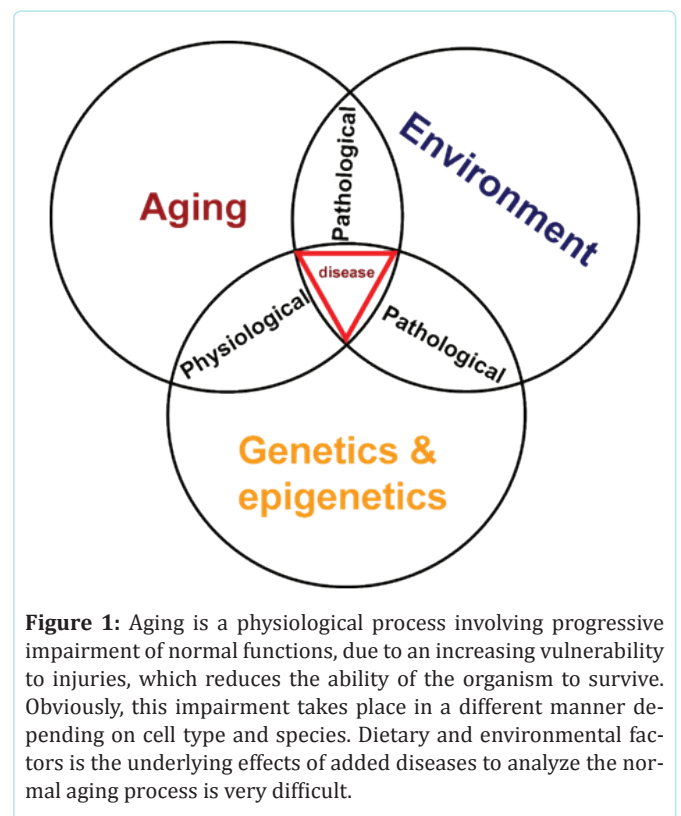 Aging
Pathological
Environment
disease
Physiological
Pathological
Genetics &
epigenetics
Figure 1: Aging is a physiological process involving progressive
impairment of normal functions, due to an increasing vulnerability
to injuries, which reduces the ability of the organism to survive.
Obviously, this impairment takes place in a different manner de-
pending on cell type and species. Dietary and environmental fac-
tors is the underlying effects of added diseases to analyze the nor-
mal aging process is very difficult.